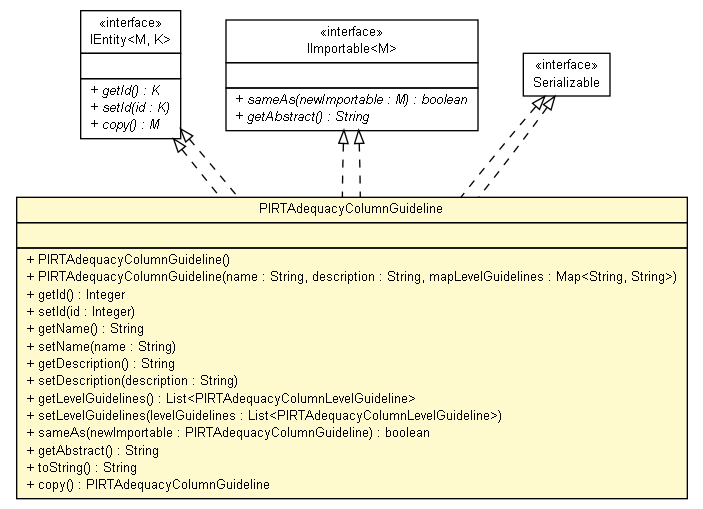 «interface»
IEntity<M, K>
+ getId() : K
+ setId(id : K)
+ copy() : M
«interface»
IImportable<M>
+ sameAs(newImportable : M) : boolean
+ getAbstract() : String
«interface»
Serializable
PIRTAdequacyColumnGuideline
+ PIRTAdequacyColumnGuideline()
+ PIRTAdequacyColumnGuideline(name : String, description : String, mapLevelGuidelines : Map<String, String>)
+ getId() : Integer
+ setId(id : Integer)
+ getName() : String
+ setName(name : String)
+ getDescription() : String
+ setDescription(description : String)
+ getLevelGuidelines() : List<PIRTAdequacyColumnLevelGuideline>
+ setLevelGuidelines(levelGuidelines : List<PIRTAdequacyColumnLevelGuideline>)
+ sameAs(newImportable : PIRTAdequacyColumnGuideline) : boolean
+ getAbstract() : String
+ toString() : String
+ copy() : PIRTAdequacyColumnGuideline